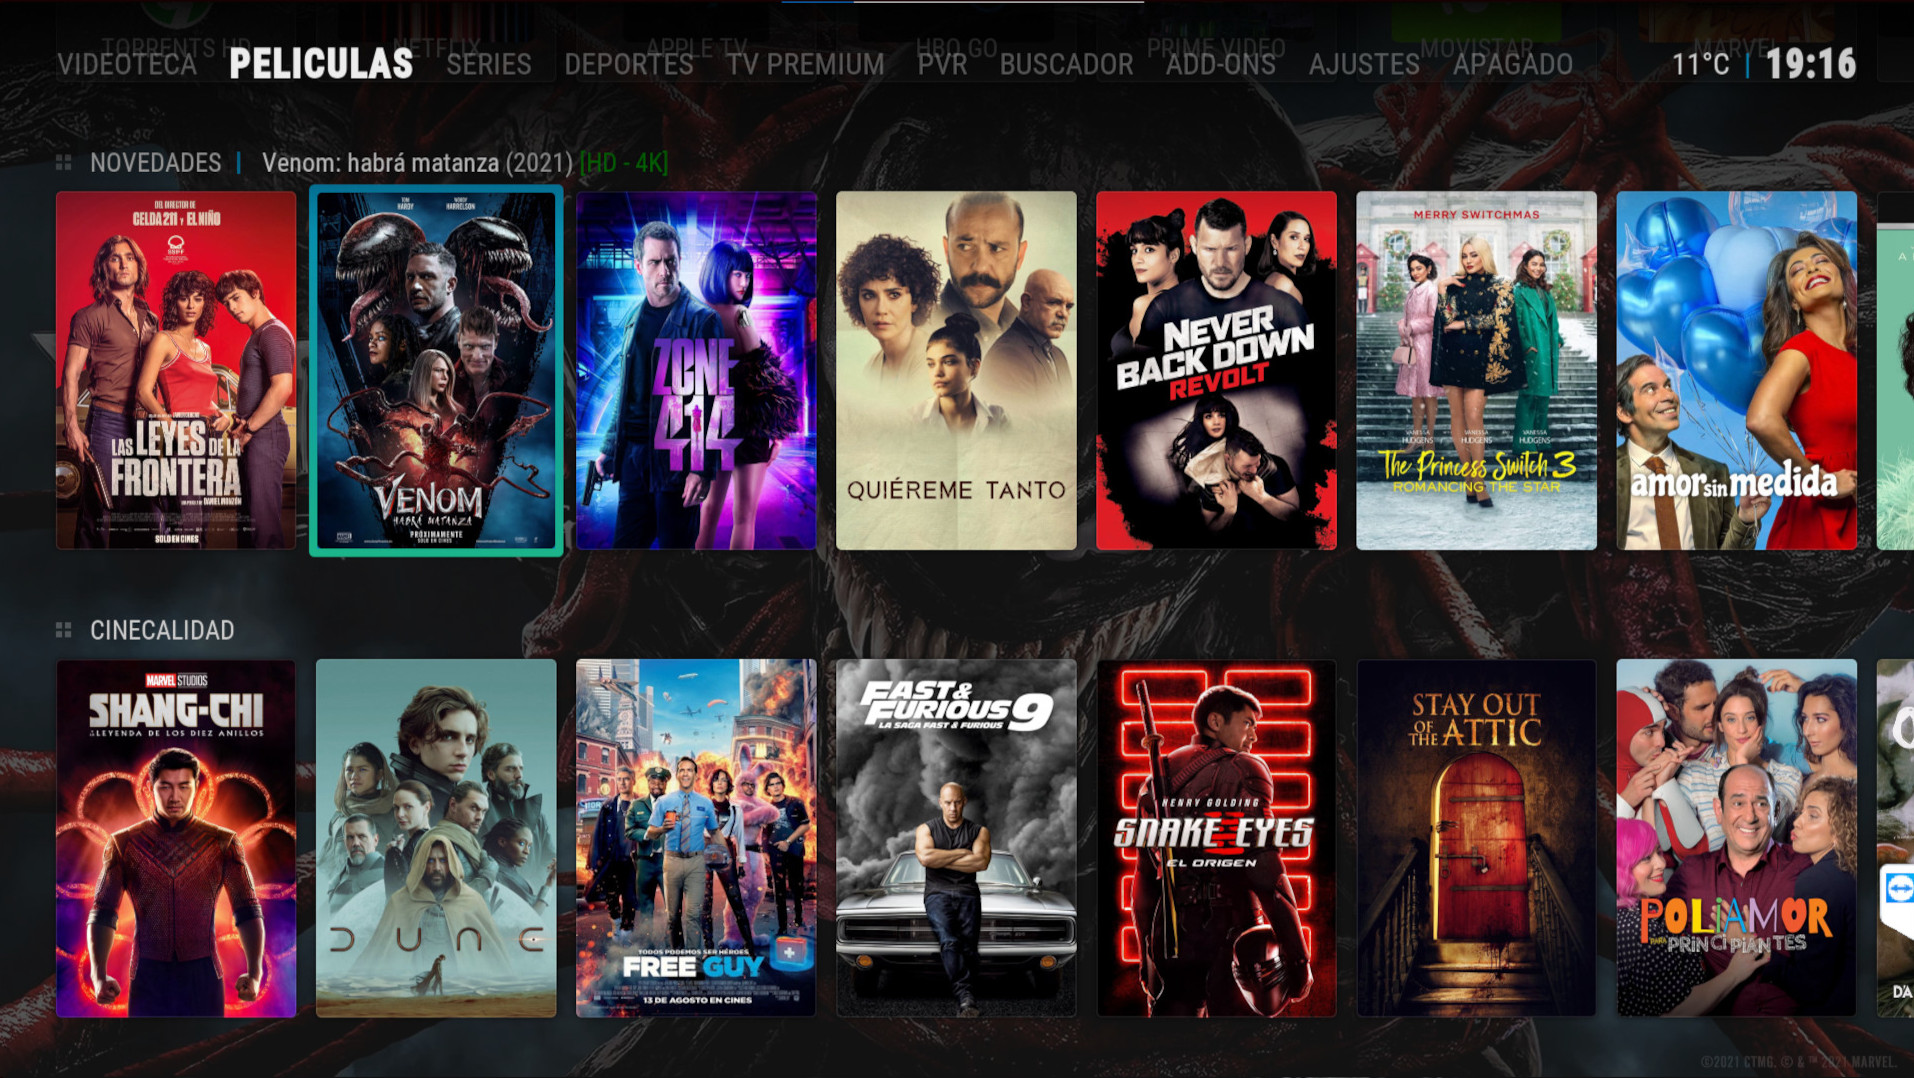 TORRENTS HD NETFLIX APPLE TV HBO GO PRIME VIDEO MOVISTAR MARVEL
VIDEOTECA PELICULAS SERIES DEPORTES TV PREMIUM PVR BUSCADOR ADD-ONS AJUSTES APAGADO 11°C | 19:16
NOVEDADES | Venom: habrá matanza (2021) [HD - 4K]
DEL DIRECTOR DE
CELDA 211 Y EL NIÑO
LAS LEYES DE LA
FRONTERA
SOLO EN CINES
TOM HARDY
WOODY HARRELSON
VENOM
HABRÁ MATANZA
PRÓXIMAMENTE
SOLO EN CINES
ZONE
414
QUIÉREME TANTO
NEVER
BACK DOWN
REVOLT
MERRY SWITCHMAS
VANESSA HUDGENS
VANESSA HUDGENS
VANESSA HUDGENS
The Princess Switch 3
ROMANCING THE STAR
amor sin medida
A
CINECALIDAD
MARVEL STUDIOS
SHANG-CHI
LA LEYENDA DE LOS DIEZ ANILLOS
DUNC
TODOS PODEMOS SER HÉROES
FREE GUY
13 DE AGOSTO EN CINES
FAST &
FURIOUS 9
LA SAGA FAST & FURIOUS
HENRY GOLDING
SNAKE EYES
EL ORIGEN
STAY OUT
OF THE ATTIC
POLiAMOR
PARA PRINCIPIANTES
D'A
©2021 CTMG. © & ™ 2021 MARVEL.